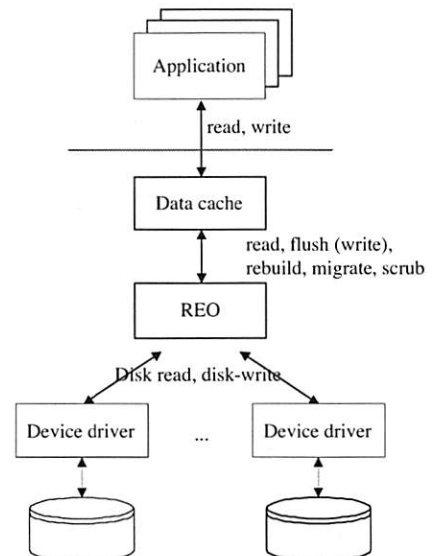 Application
read, write
Data cache
read, flush (write),
rebuild, migrate, scrub
REO
Disk read, disk-write
Device driver
...
Device driver